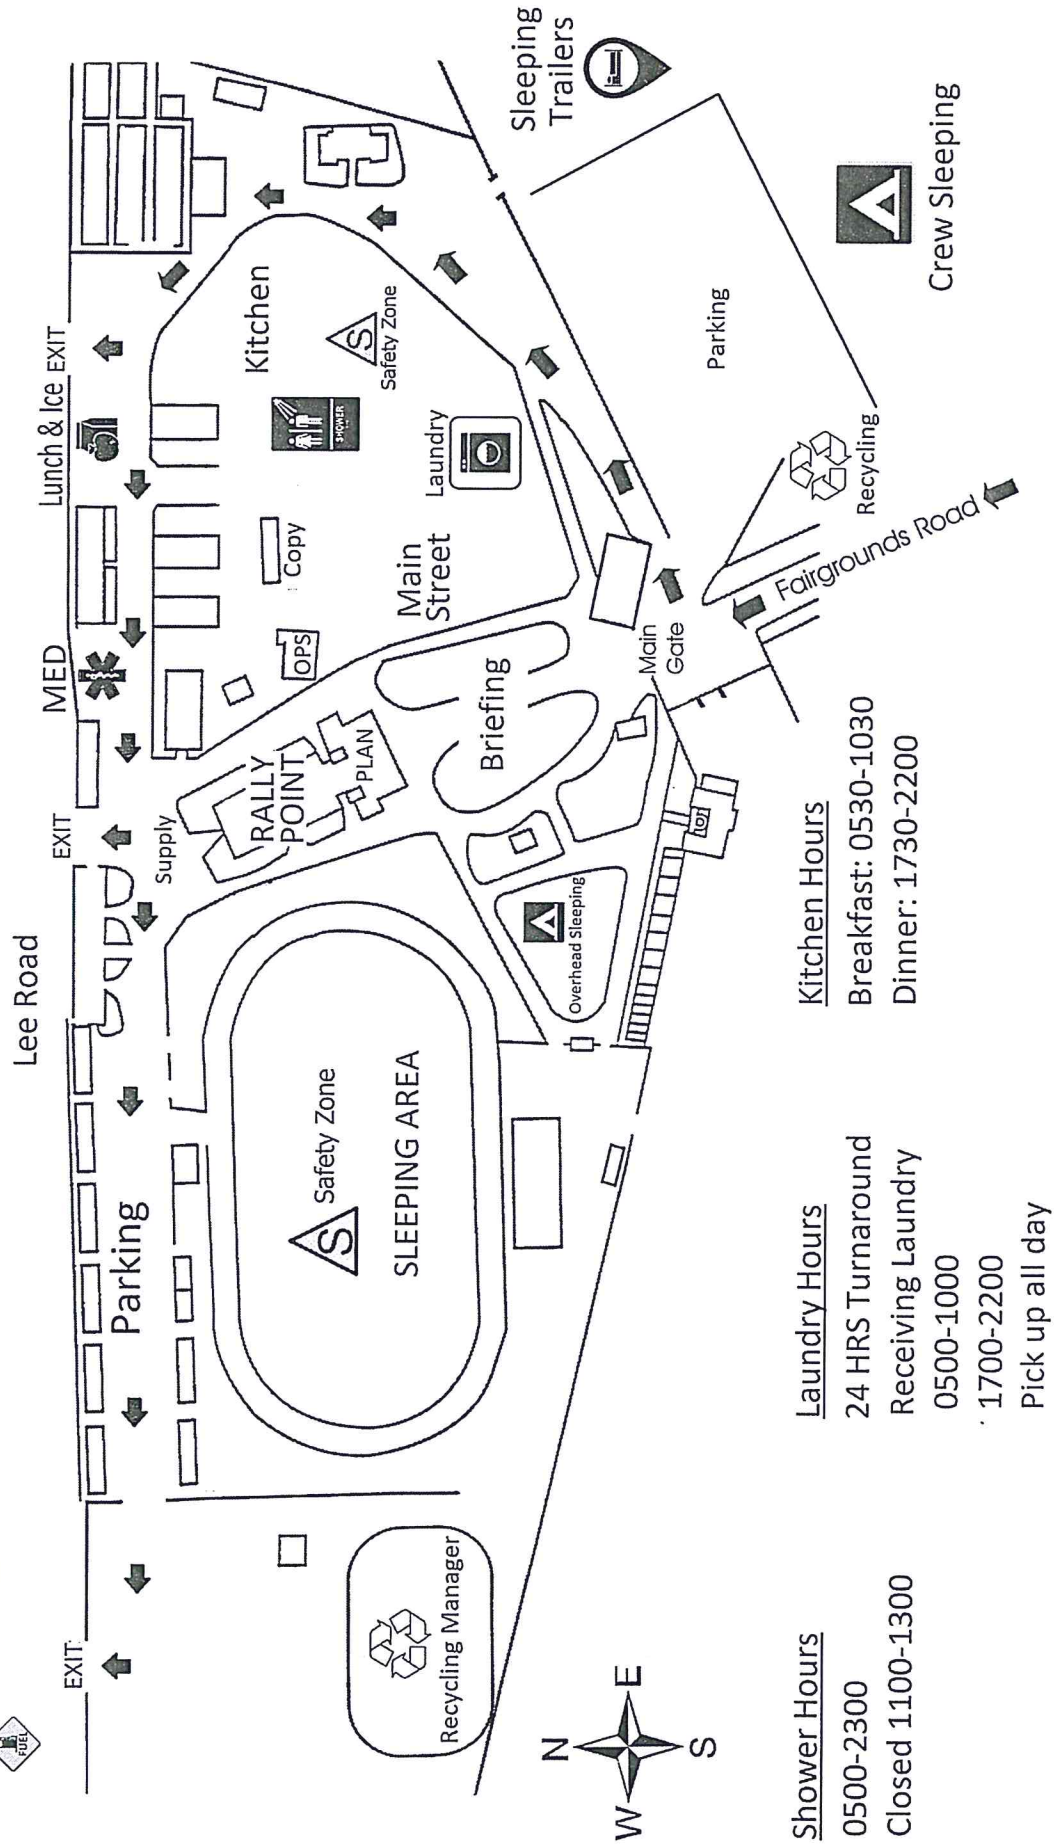 FUEL
EXIT
Lee Road
EXIT
MED
Lunch & Ice
EXIT
Sleeping
Trailers
Parking
Supply
RALLY
POINT
PLAN
OPS
Copy
SHOWER
Kitchen
S
Safety Zone
Main
Street
Laundry
S
Safety Zone
SLEEPING AREA
Recycling Manager
Overhead Sleeping
Briefing
Main
Gate
Parking
Recycling
Fairgrounds Road
Crew Sleeping
N
W
E
S
Shower Hours
0500-2300
Closed 1100-1300
Laundry Hours
24 HRS Turnaround
Receiving Laundry
0500-1000
1700-2200
Pick up all day
Kitchen Hours
Breakfast: 0530-1030
Dinner: 1730-2200